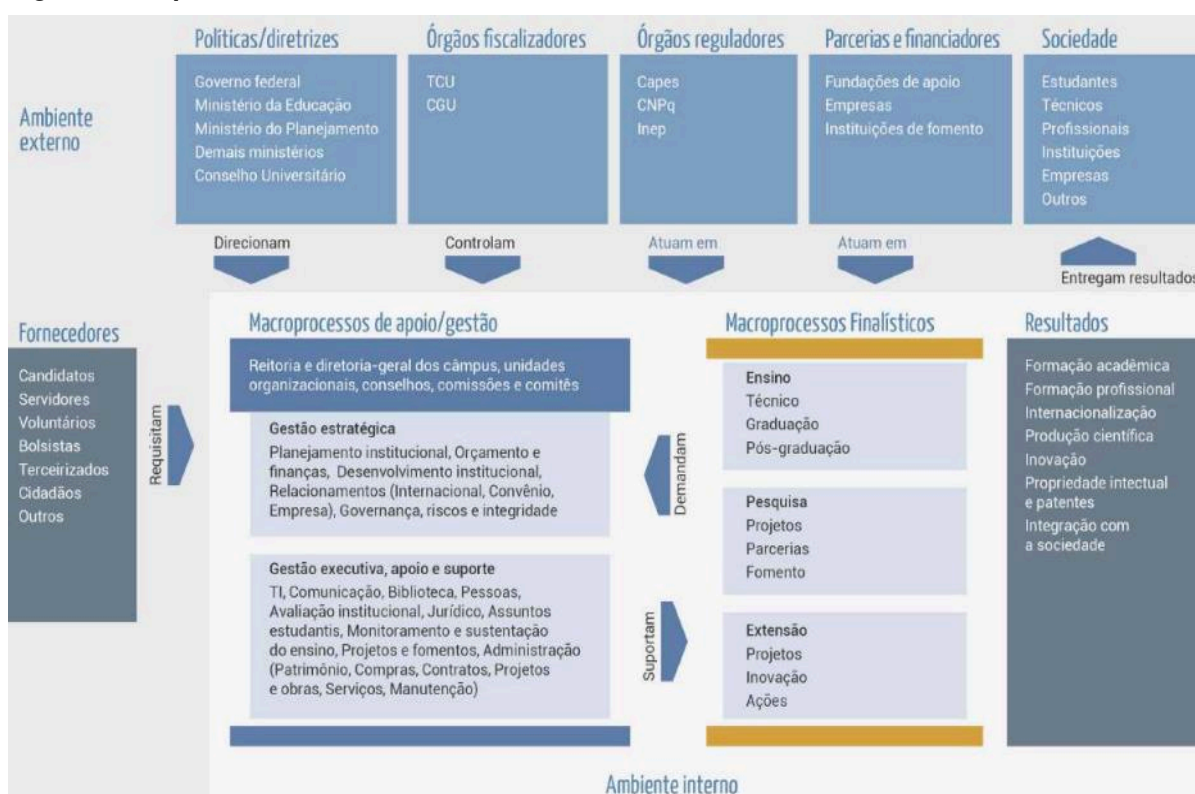 Políticas/diretrizes
Governo federal
Ministério da Educação
Ministério do Planejamento
Demais ministérios
Conselho Universitário
Órgãos fiscalizadores
TCU
CGU
Órgãos reguladores
Capes
CNPq
Inep
Parcerias e financiadores
Fundações de apoio
Empresas
Instituições de fomento
Sociedade
Estudantes
Técnicos
Profissionais
Instituições
Empresas
Outros
Ambiente
externo
Direcionam
Controlam
Atuam em
Atuam em
Entregam resultados
Fornecedores
Candidatos
Servidores
Voluntários
Bolsistas
Terceirizados
Cidadãos
Outros
Requisitam
Macroprocessos de apoio/gestão
Reitoria e diretoria-geral dos câmpus, unidades
organizacionais, conselhos, comissões e comitês
Gestão estratégica
Planejamento institucional, Orçamento e
finanças, Desenvolvimento institucional,
Relacionamentos (Internacional, Convênio,
Empresa), Governança, riscos e integridade
Gestão executiva, apoio e suporte
TI, Comunicação, Biblioteca, Pessoas,
Avaliação institucional, Jurídico, Assuntos
estudantis, Monitoramento e sustentação
do ensino, Projetos e fomentos, Administração
(Patrimônio, Compras, Contratos, Projetos
e obras, Serviços, Manutenção)
Demandam
Suportam
Macroprocessos Finalísticos
Ensino
Técnico
Graduação
Pós-graduação
Pesquisa
Projetos
Parcerias
Fomento
Extensão
Projetos
Inovação
Ações
Resultados
Formação acadêmica
Formação profissional
Internacionalização
Produção científica
Inovação
Propriedade intectual
e patentes
Integração com
a sociedade
Ambiente interno